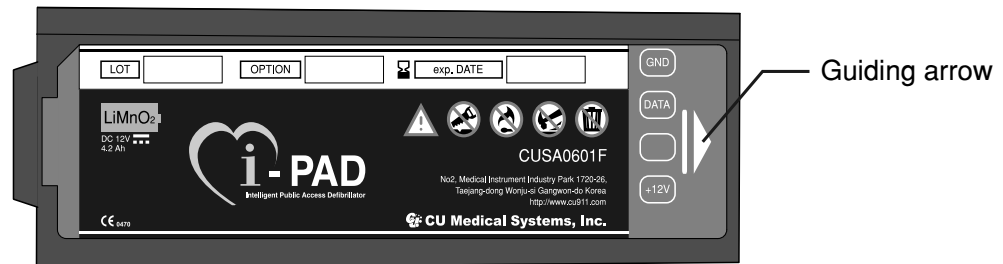 LOT OPTION exp. DATE
GND
DATA
+12V
Guiding arrow
LiMnO₂
DC 12V
4.2 Ah
i-PAD
Intelligent Public Access Defibrillator
CUSA0601F
No2, Medical Instrument Industry Park 1720-26,
Taejang-dong Wonju-si Gangwon-do Korea
http://www.cu911.com
CE 0470
CU Medical Systems, Inc.